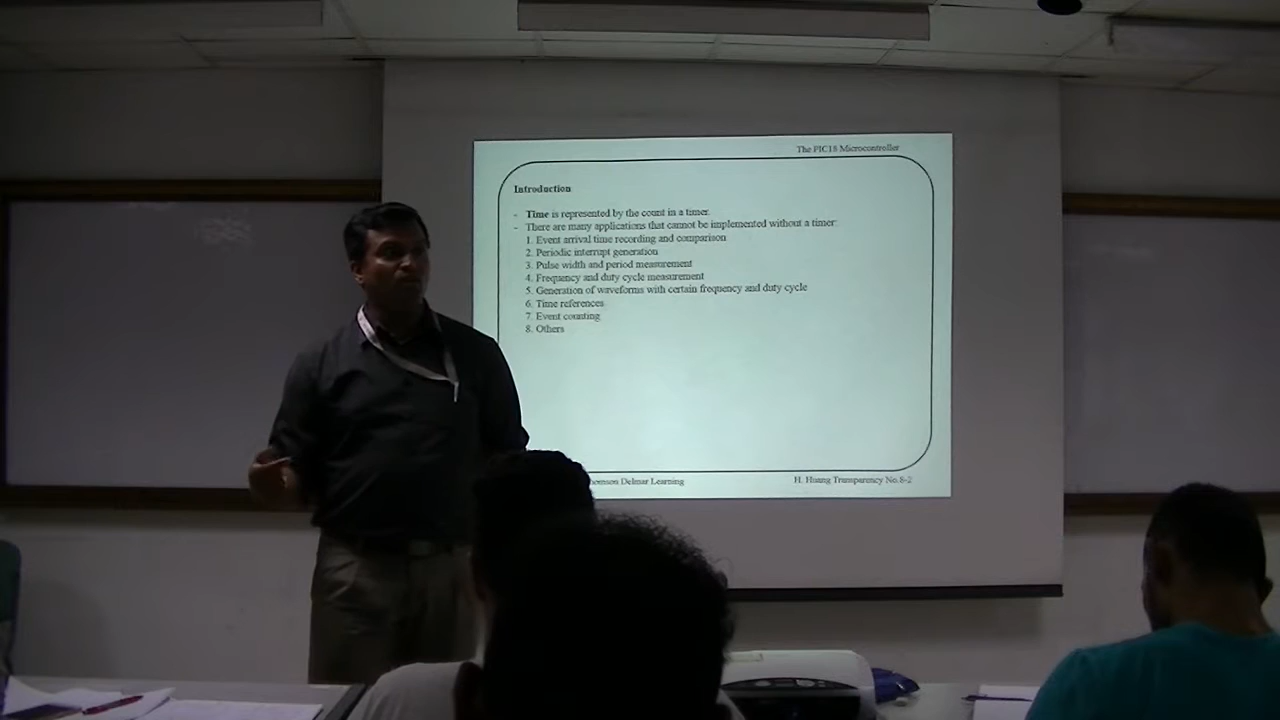 The PIC18 Microcontroller
Introduction
- Time is represented by the count in a timer.
- There are many applications that cannot be implemented without a timer:
1. Event arrival time recording and comparison
2. Periodic interrupt generation
3. Pulse width and period measurement
4. Frequency and duty cycle measurement
5. Generation of waveforms with certain frequency and duty cycle
6. Time references
7. Event counting
8. Others
Delmar Learning
H. Huang Transparency No.8-2